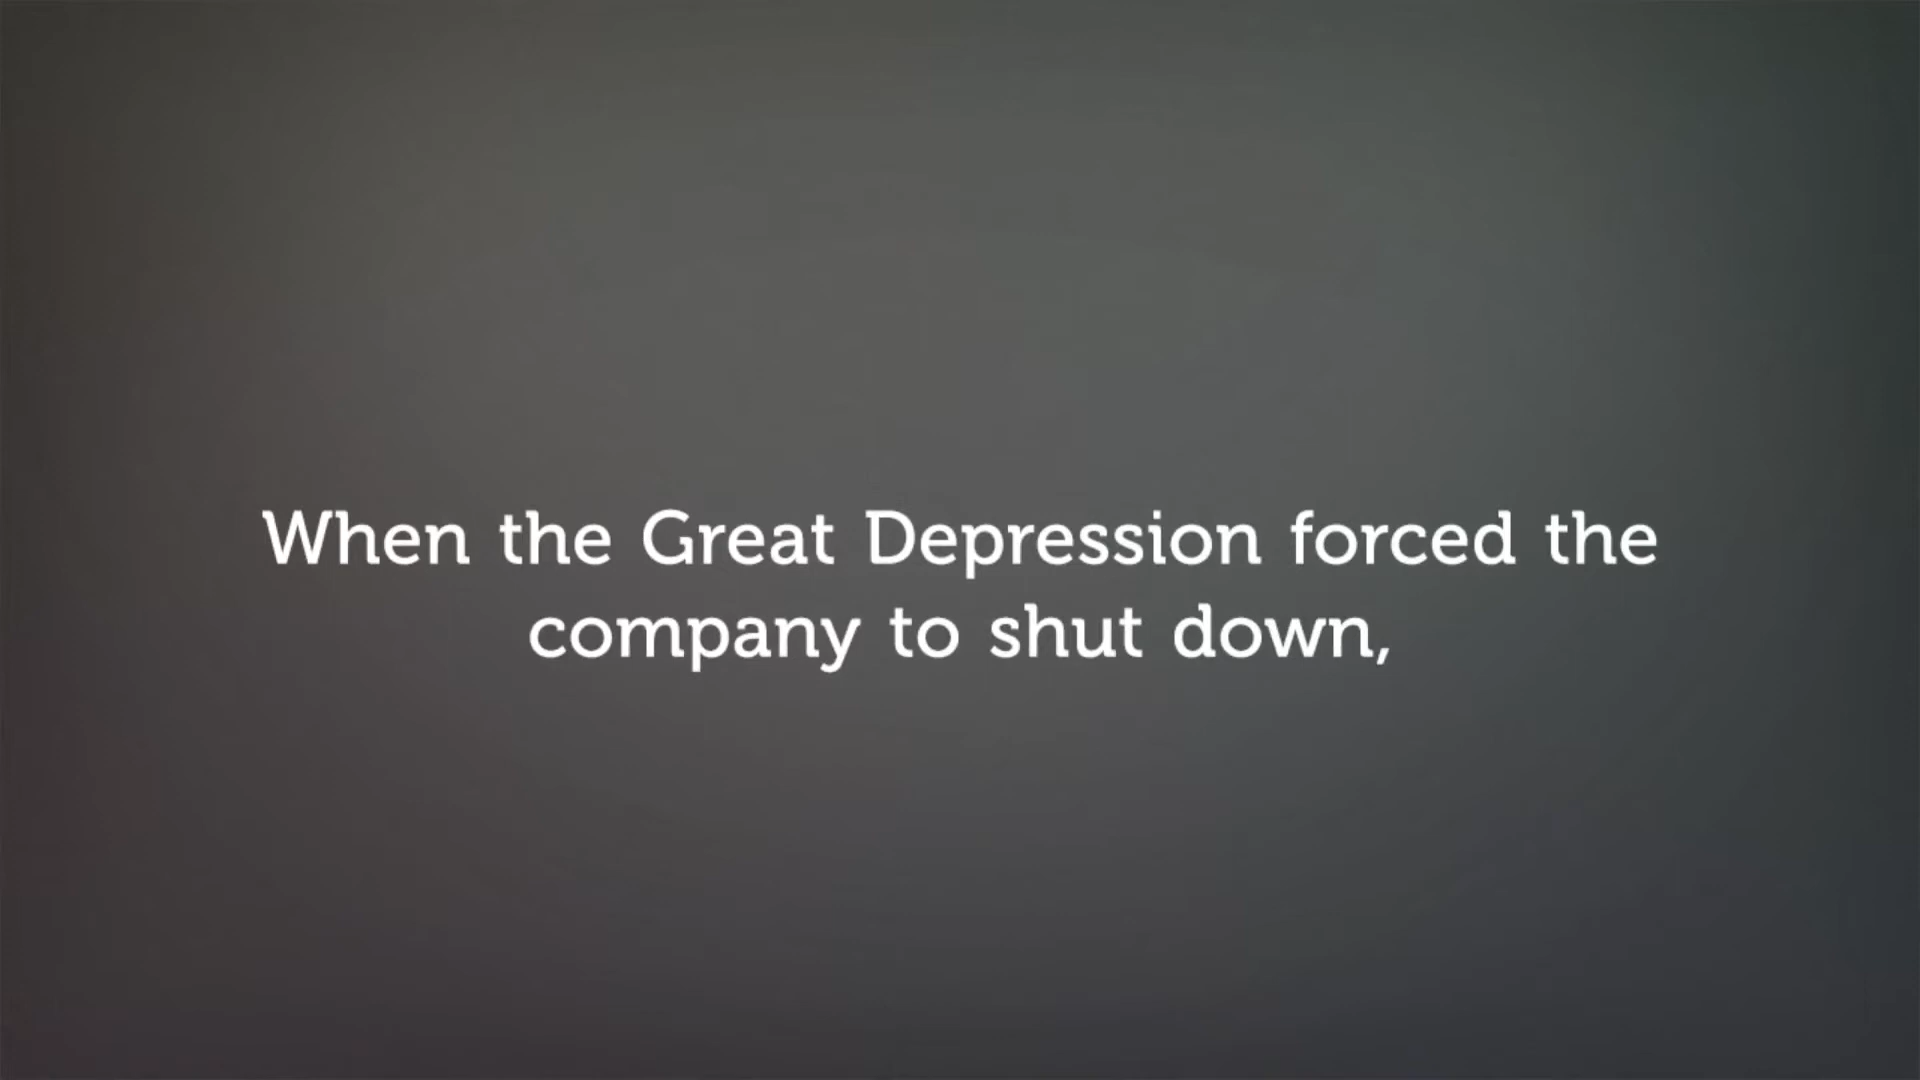 When the Great Depression forced the
company to shut down,